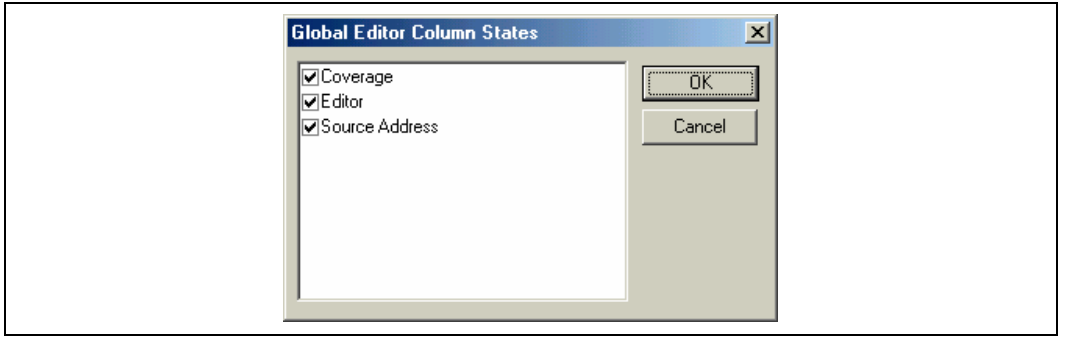 Global Editor Column States
Coverage
Editor
Source Address
OK
Cancel